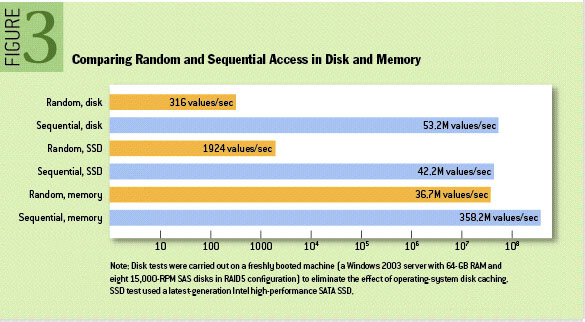 FIGURE
3
Comparing Random and Sequential Access in Disk and Memory
Random, disk 316 values/sec
Sequential, disk 53.2M values/sec
Random, SSD 1924 values/sec
Sequential, SSD 42.2M values/sec
Random, memory 36.7M values/sec
Sequential, memory 358.2M values/sec
10 100 1000 10⁴ 10⁵ 10⁶ 10⁷ 10⁸
Note: Disk tests were carried out on a freshly booted machine (a Windows 2003 server with 64-GB RAM and
eight 15,000-RPM SAS disks in RAID5 configuration) to eliminate the effect of operating-system disk caching.
SSD test used a latest-generation Intel high-performance SATA SSD.